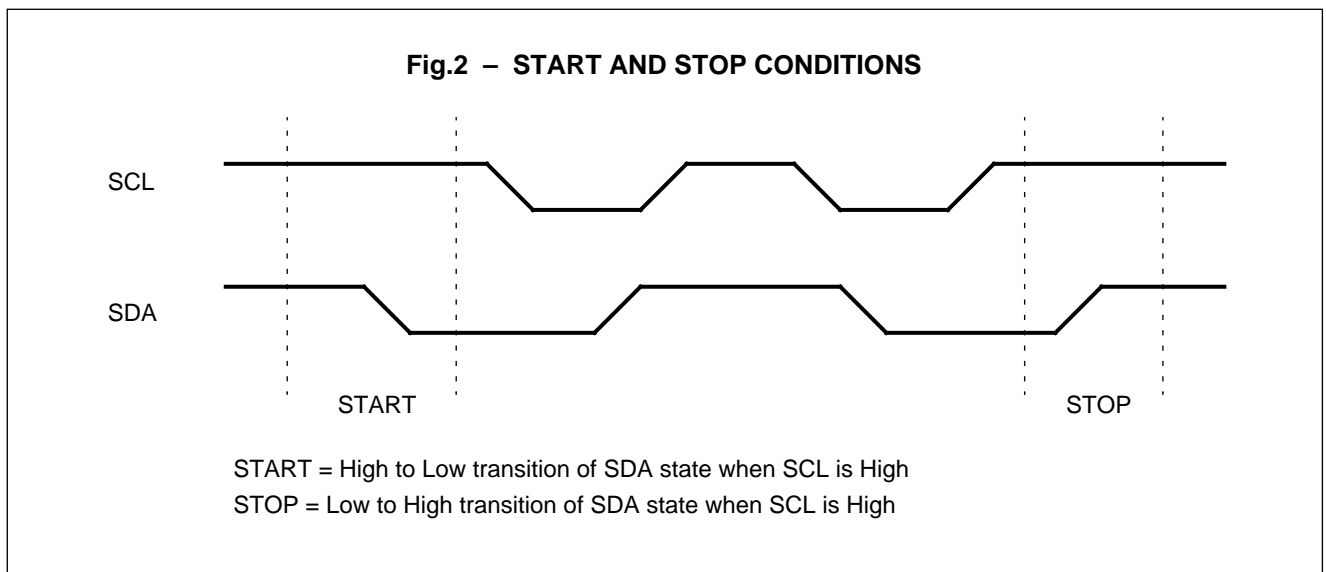 Fig.2 – START AND STOP CONDITIONS
SCL
SDA
START
STOP
START = High to Low transition of SDA state when SCL is High
STOP = Low to High transition of SDA state when SCL is High